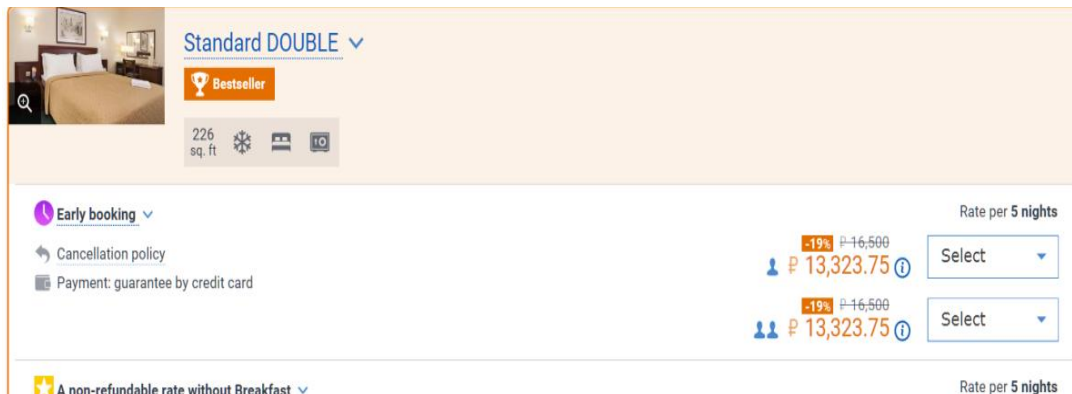 Standard DOUBLE
Bestseller
226
sq. ft
Early booking
Rate per 5 nights
Cancellation policy
-19% ₽ 16,500
₽ 13,323.75
Select
Payment: guarantee by credit card
-19% ₽ 16,500
₽ 13,323.75
Select
A non-refundable rate without Breakfast
Rate per 5 nights